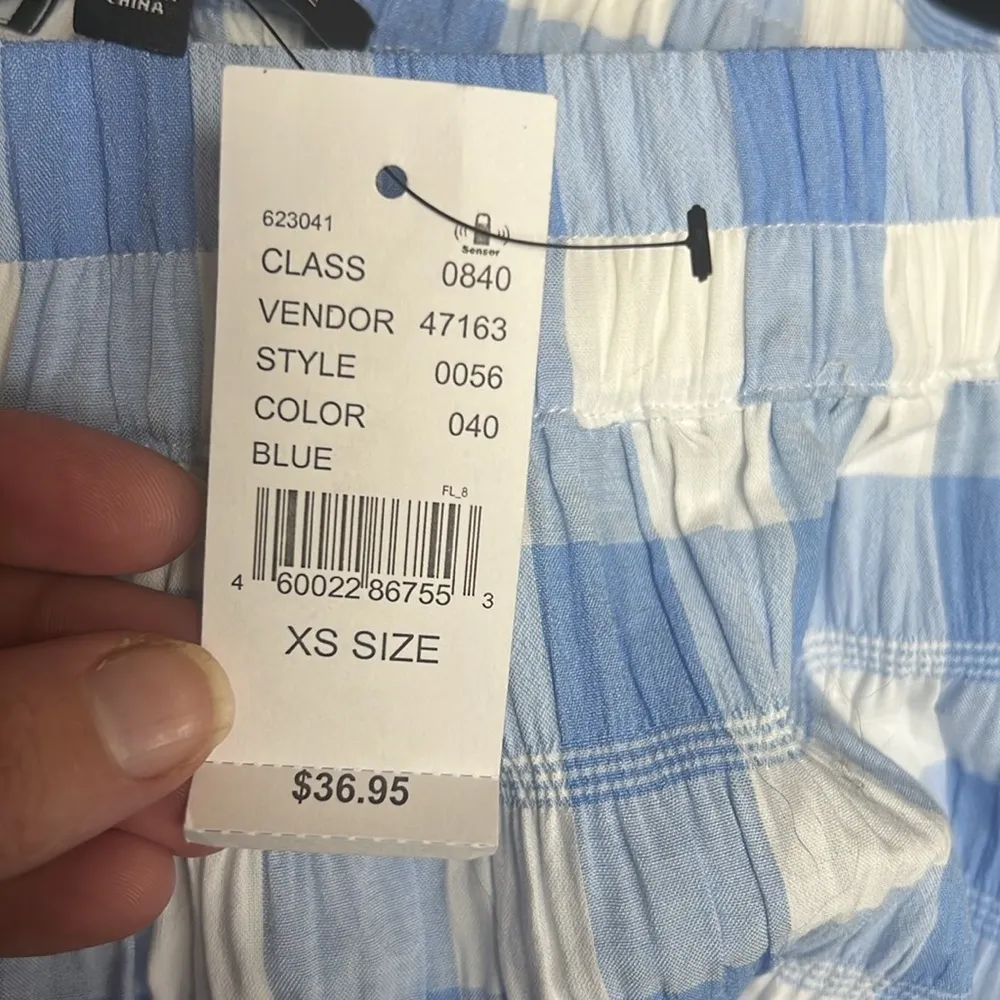 CHINA
623041
Sensor
CLASS 0840
VENDOR 47163
STYLE 0056
COLOR 040
BLUE
FL_8
4 60022 86755 3
XS SIZE
$36.95